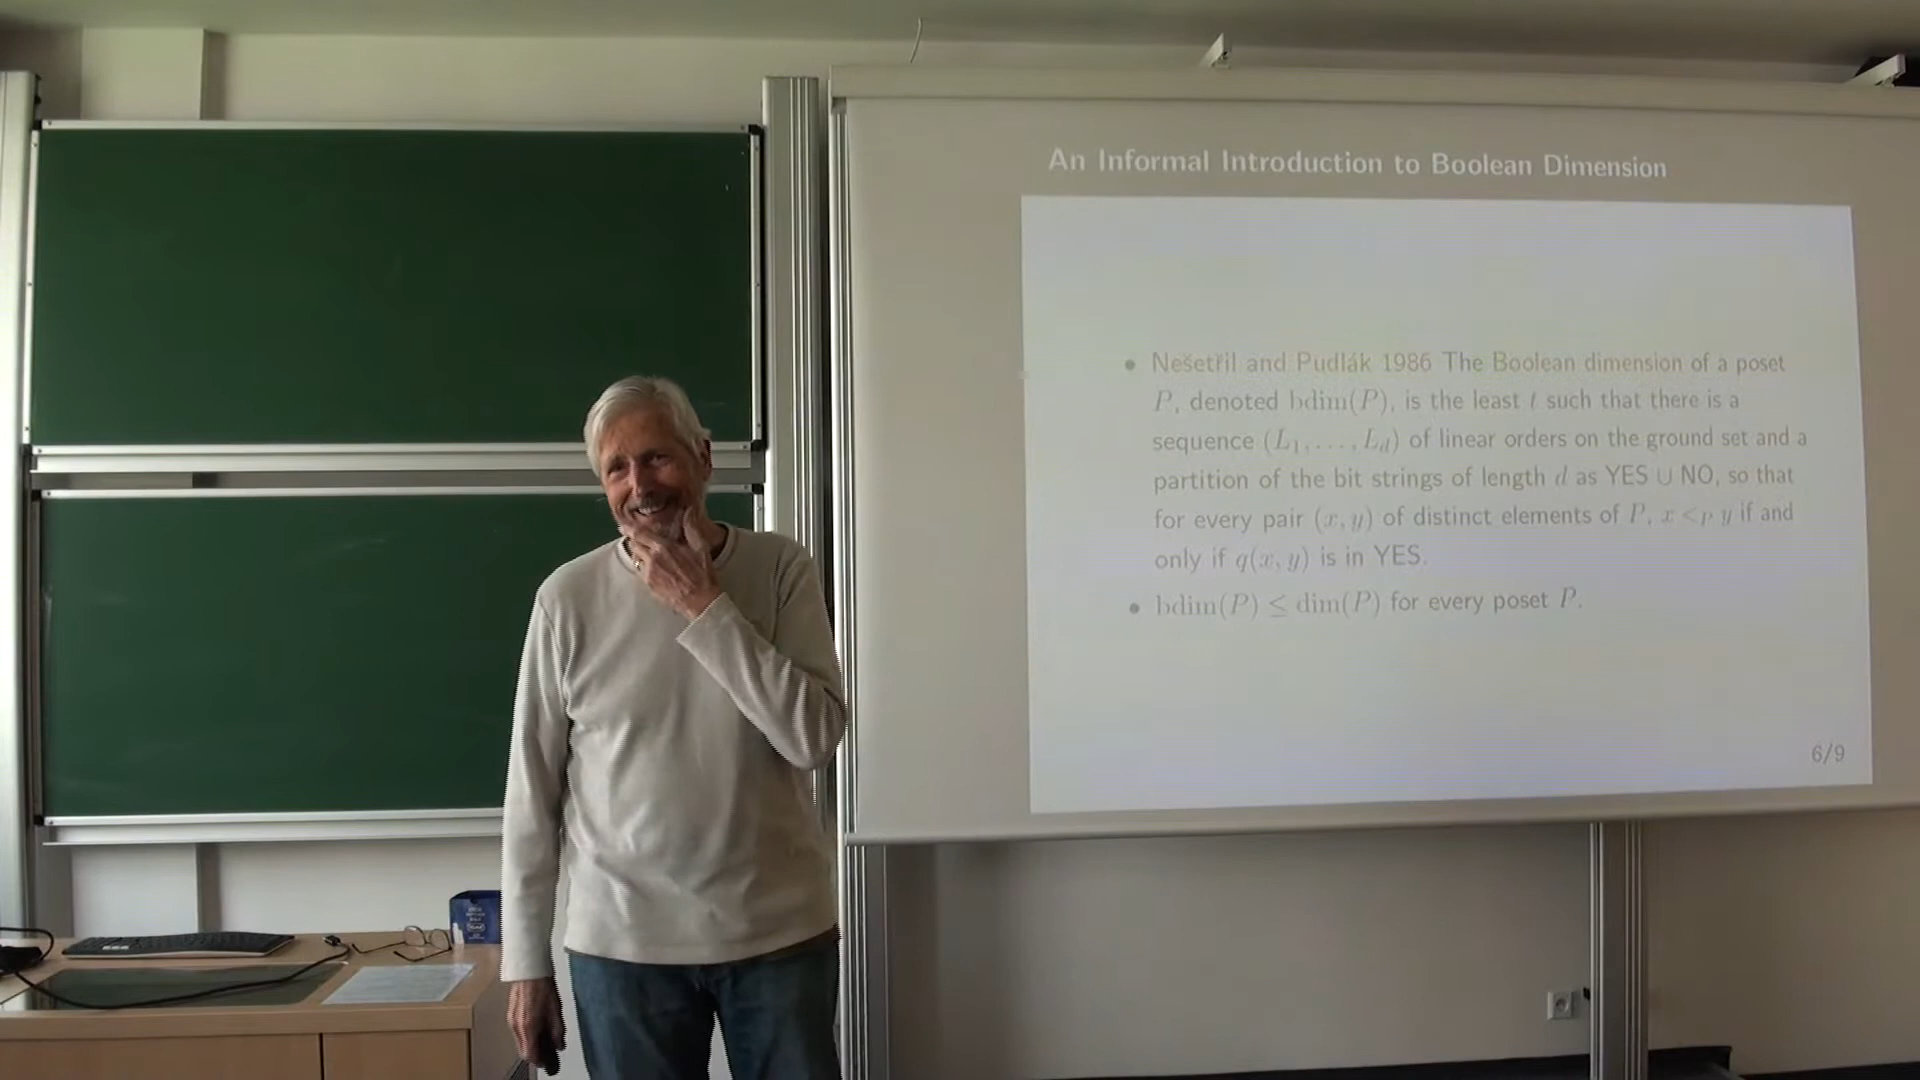 An Informal Introduction to Boolean Dimension
• Nešetřil and Pudlák 1986 The Boolean dimension of a poset
P, denoted bdim(P), is the least t such that there is a
sequence (L₁, . . . , L_d) of linear orders on the ground set and a
partition of the bit strings of length d as YES ∪ NO, so that
for every pair (x, y) of distinct elements of P, x <_P y if and
only if q(x, y) is in YES.
• bdim(P) ≤ dim(P) for every poset P.
6/9